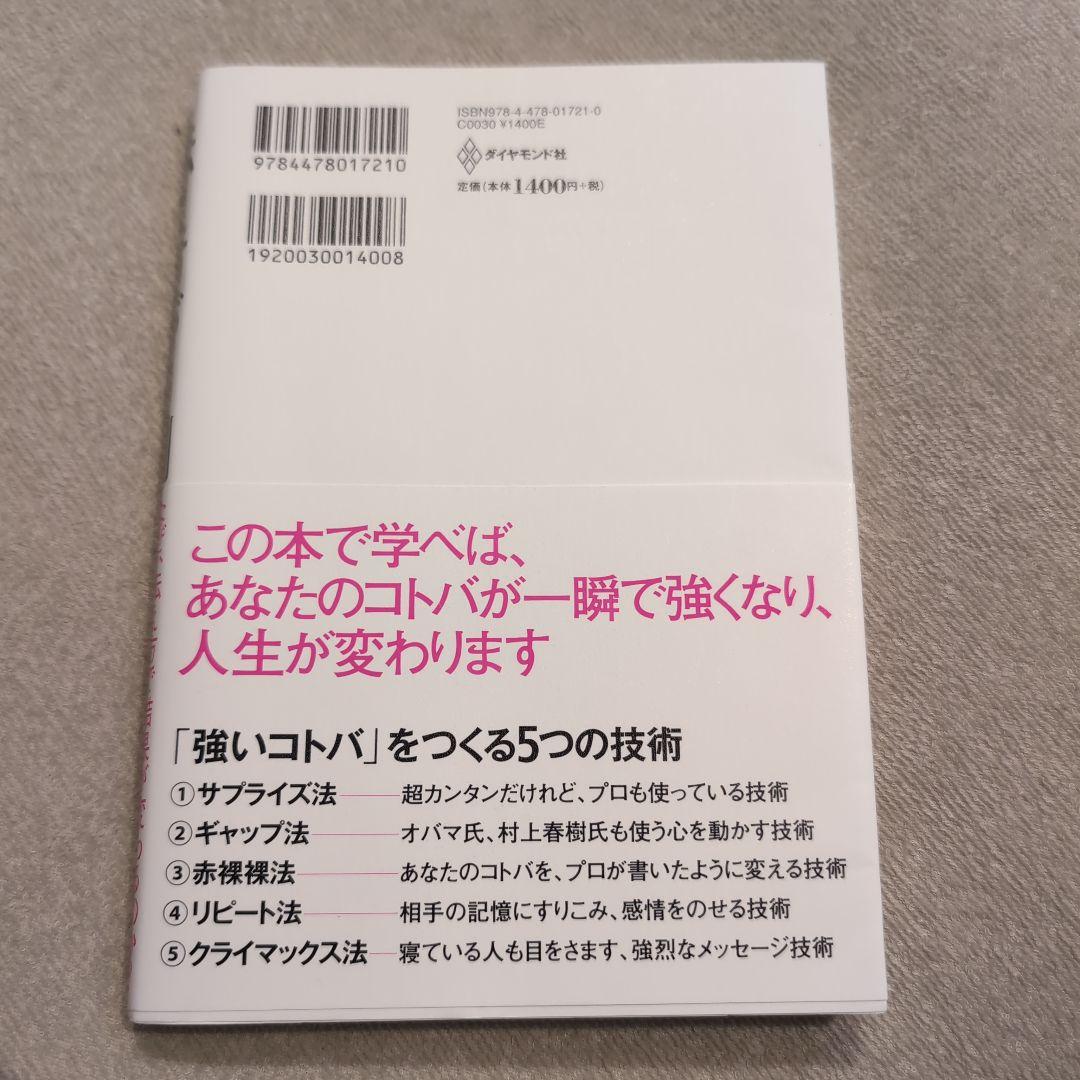 9784478017210
1920030014008
ISBN978-4-478-01721-0
C0030 ¥1400E
ダイヤモンド社
定価(本体1400円+税)
この本で学べば、
あなたのコトバが一瞬で強くなり、
人生が変わります
「強いコトバ」をつくる5つの技術
①サプライズ法——超カンタンだけれど、プロも使っている技術
②ギャップ法——オバマ氏、村上春樹氏も使う心を動かす技術
③赤裸裸法——あなたのコトバを、プロが書いたように変える技術
④リピート法——相手の記憶にすりこみ、感情をのせる技術
⑤クライマックス法—寝ている人も目をさます、強烈なメッセージ技術